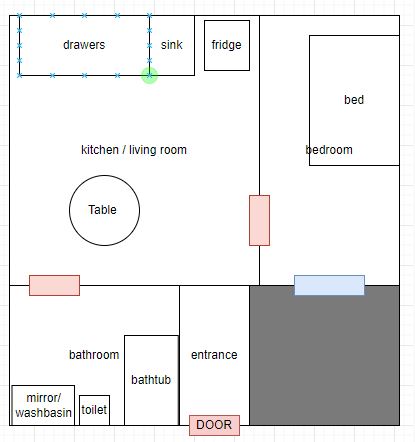 drawers
sink
fridge
bed
kitchen / living room
bedroom
Table
bathroom
entrance
bathtub
mirror/
washbasin
toilet
DOOR